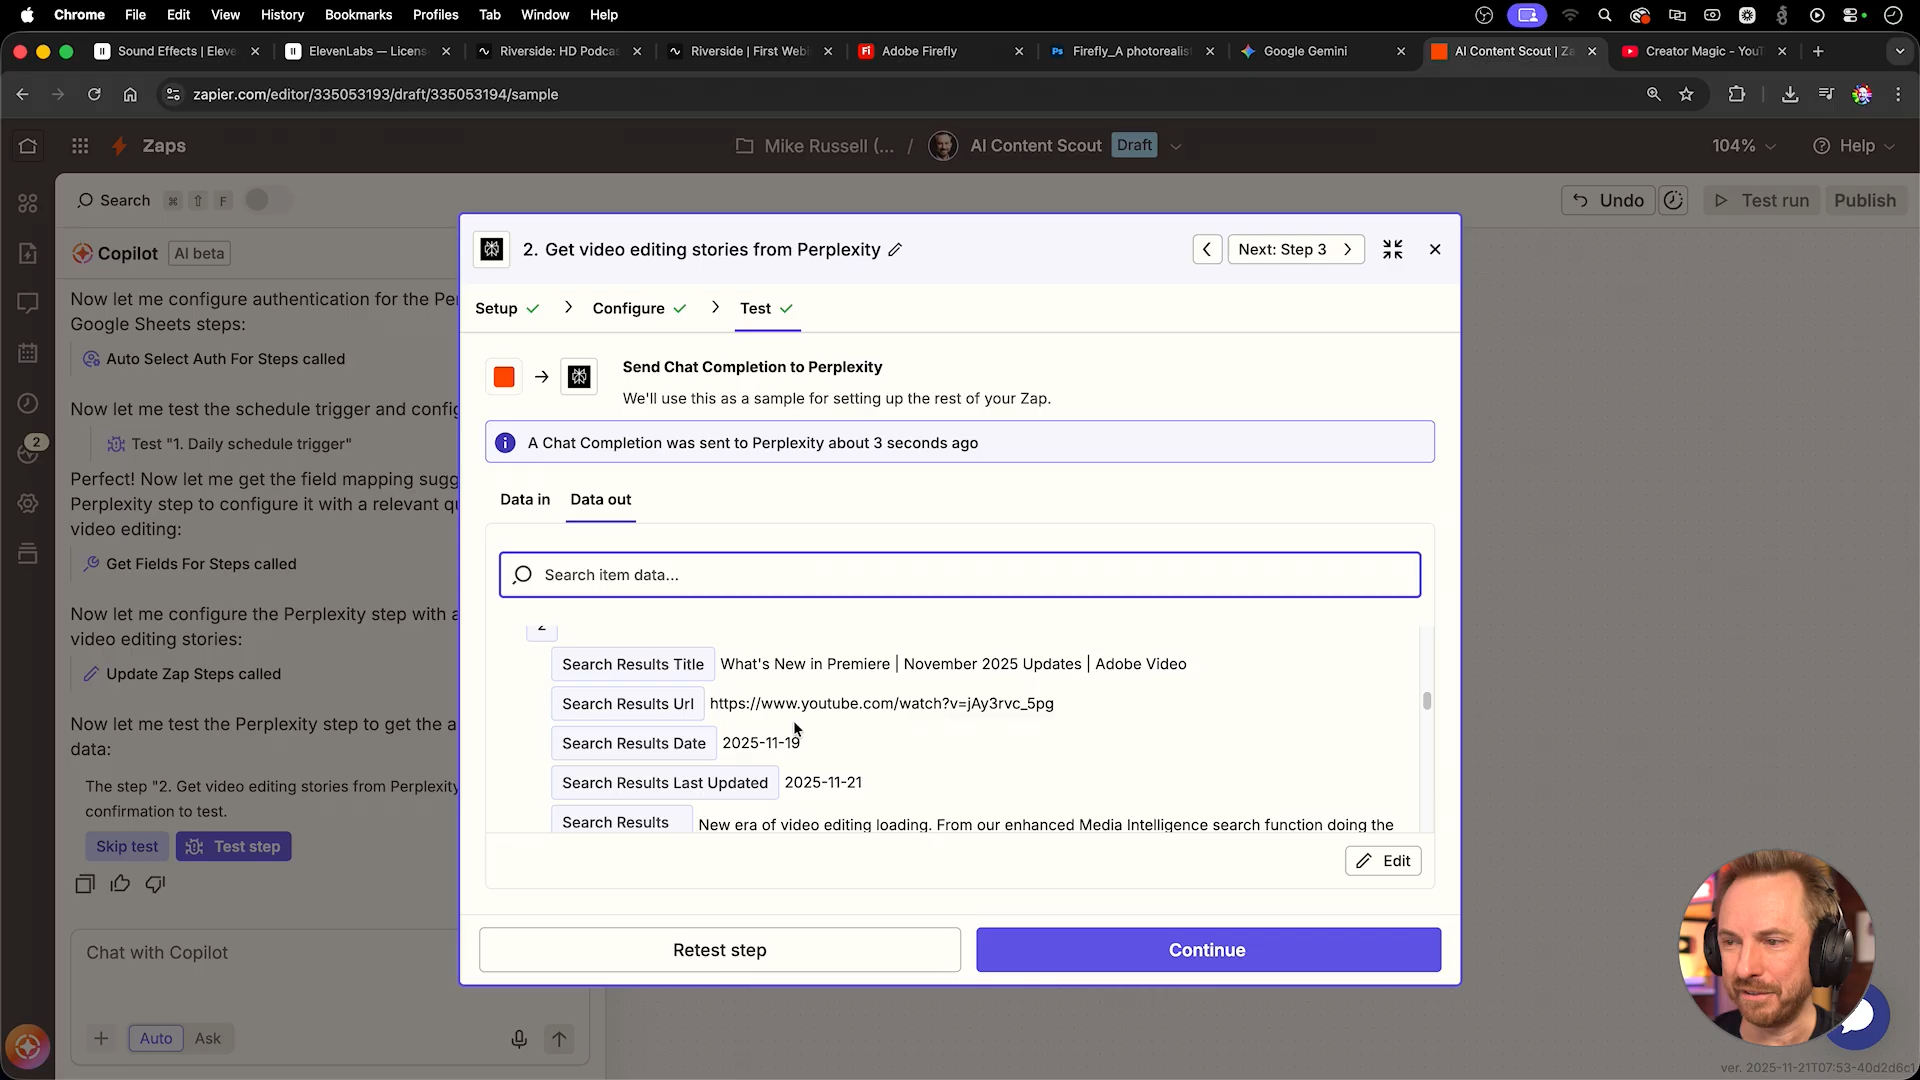 Chrome File Edit View History Bookmarks Profiles Tab Window Help
Sound Effects | Eleve
ElevenLabs — Licens
Riverside: HD Podca
Riverside | First Webi
Adobe Firefly
Firefly_A photorealist
Google Gemini
AI Content Scout | Za
Creator Magic - YouT
zapier.com/editor/335053193/draft/335053194/sample
Zaps
Mike Russell (... / AI Content Scout Draft
104%
Help
Search ⌘ ⇧ F
Undo
Test run
Publish
Copilot AI beta
Now let me configure authentication for the Pe
Google Sheets steps:
Auto Select Auth For Steps called
Now let me test the schedule trigger and config
Test "1. Daily schedule trigger"
Perfect! Now let me get the field mapping sugg
Perplexity step to configure it with a relevant qu
video editing:
Get Fields For Steps called
Now let me configure the Perplexity step with a
video editing stories:
Update Zap Steps called
Now let me test the Perplexity step to get the a
data:
The step "2. Get video editing stories from Perplexity
confirmation to test.
Skip test
Test step
Chat with Copilot
Auto Ask
2
2. Get video editing stories from Perplexity
Next: Step 3
Setup
Configure
Test
Send Chat Completion to Perplexity
We'll use this as a sample for setting up the rest of your Zap.
A Chat Completion was sent to Perplexity about 3 seconds ago
Data in Data out
Search item data...
2
Search Results Title What's New in Premiere | November 2025 Updates | Adobe Video
Search Results Url https://www.youtube.com/watch?v=jAy3rvc_5pg
Search Results Date 2025-11-19
Search Results Last Updated 2025-11-21
Search Results New era of video editing loading. From our enhanced Media Intelligence search function doing the
Edit
Retest step
Continue
ver. 2025-11-21T07:53-40d2d6c1